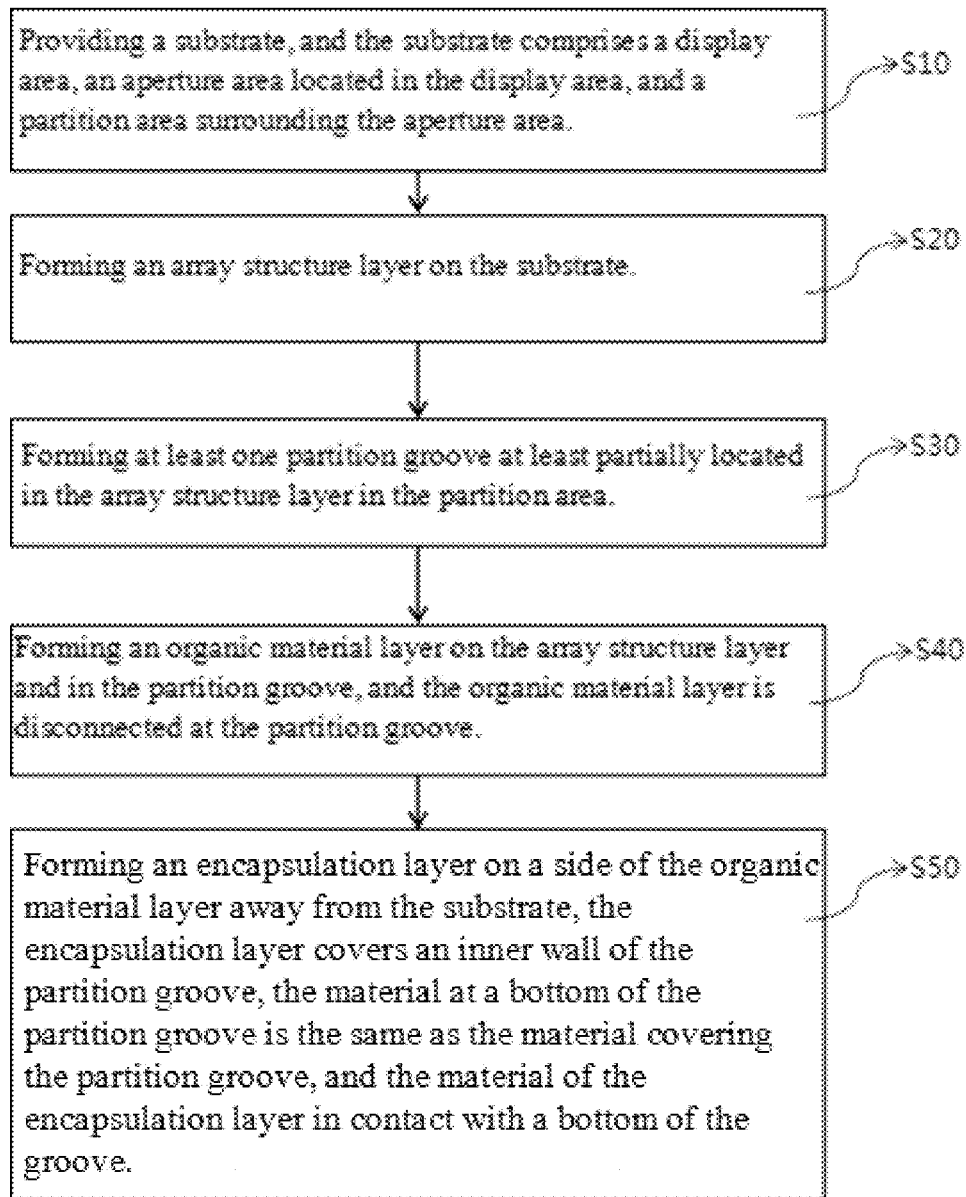 Providing a substrate, and the substrate comprises a display
area, an aperture area located in the display area, and a
partition area surrounding the aperture area.
S10
Forming an array structure layer on the substrate.
S20
Forming at least one partition groove at least partially located
in the array structure layer in the partition area.
S30
Forming an organic material layer on the array structure layer
and in the partition groove, and the organic material layer is
disconnected at the partition groove.
S40
Forming an encapsulation layer on a side of the organic
material layer away from the substrate, the
encapsulation layer covers an inner wall of the
partition groove, the material at a bottom of the
partition groove is the same as the material covering
the partition groove, and the material of the
encapsulation layer in contact with a bottom of the
groove.
S50